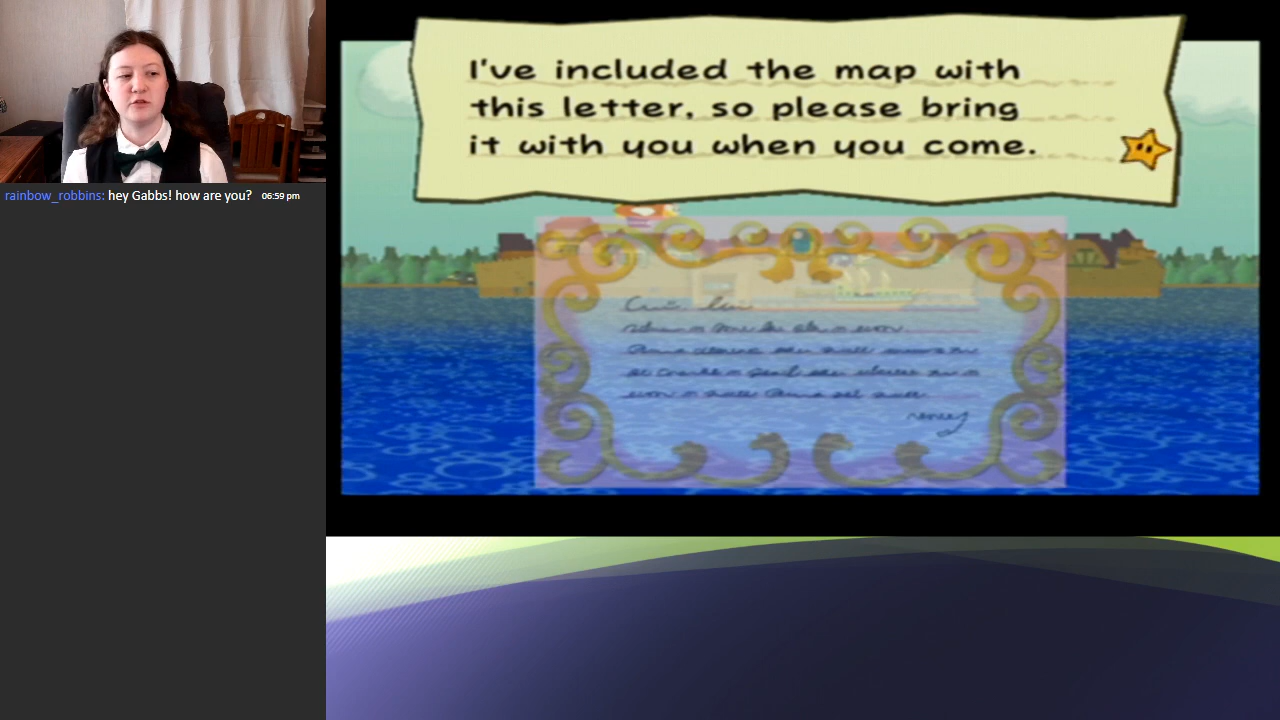 I've included the map with
this letter, so please bring
it with you when you come.
rainbow_robbins: hey Gabbs! how are you? 06:59 pm